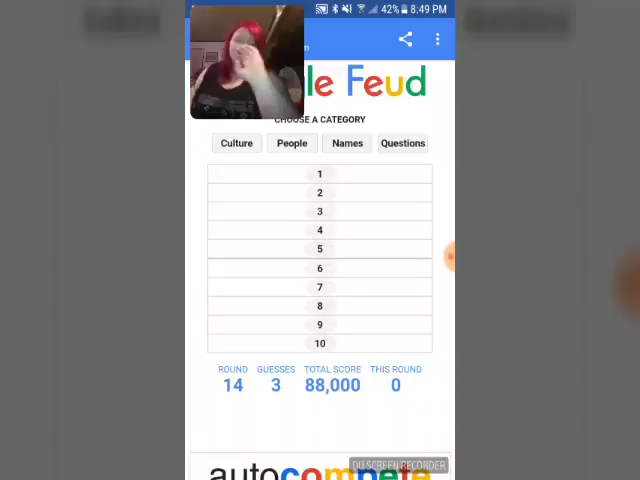 42% 8:49 PM
le Feud
CHOOSE A CATEGORY
Culture People Names Questions
1
2
3
4
5
6
7
8
9
10
ROUND GUESSES TOTAL SCORE THIS ROUND
14 3 88,000 0
DU SCREEN RECORDER
autocompete